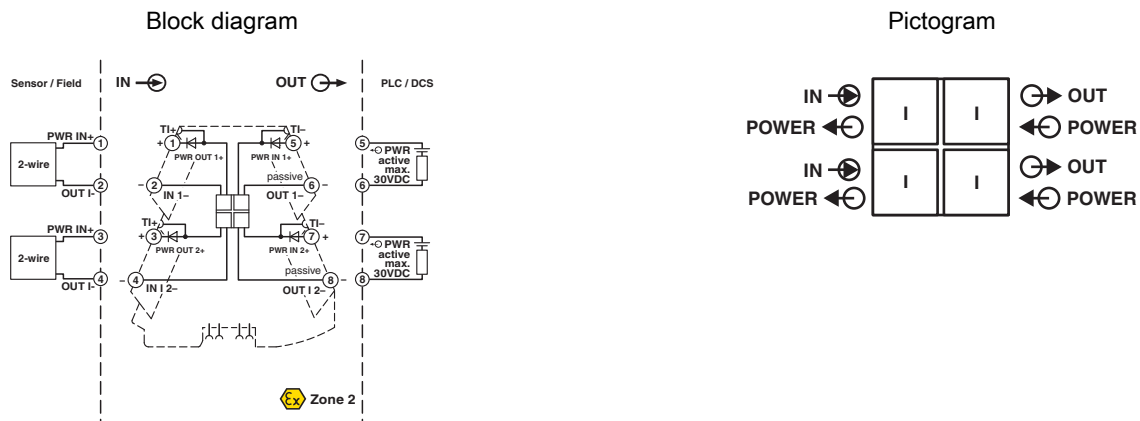 Block diagram
Pictogram
Sensor / Field
IN
OUT
PLC / DCS
PWR IN+
1
2-wire
2
OUT I-
PWR IN+
3
2-wire
4
OUT I-
TI+
+
1
PWR OUT 1+
TI–
5
+
PWR IN 1+
–
2
IN 1–
passive
6
–
OUT 1–
TI+
+
3
PWR OUT 2+
TI–
7
+
PWR IN 2+
–
4
IN I 2–
passive
8
–
OUT I 2–
5
+
PWR
active
max.
30VDC
6
7
+
PWR
active
max.
30VDC
8
Ex Zone 2
IN
POWER
IN
POWER
I I
I I
OUT
POWER
OUT
POWER